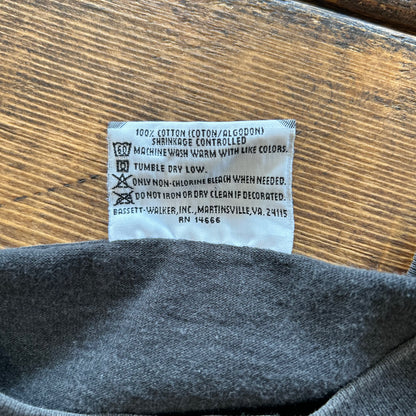 100% COTTON (COTON/ALGODON)
SHRINKAGE CONTROLLED
MACHINE WASH WARM WITH LIKE COLORS.
TUMBLE DRY LOW.
ONLY NON-CHLORINE BLEACH WHEN NEEDED.
DO NOT IRON OR DRY CLEAN IF DECORATED.
BASSETT-WALKER, INC., MARTINSVILLE, VA. 24115
RN 14666